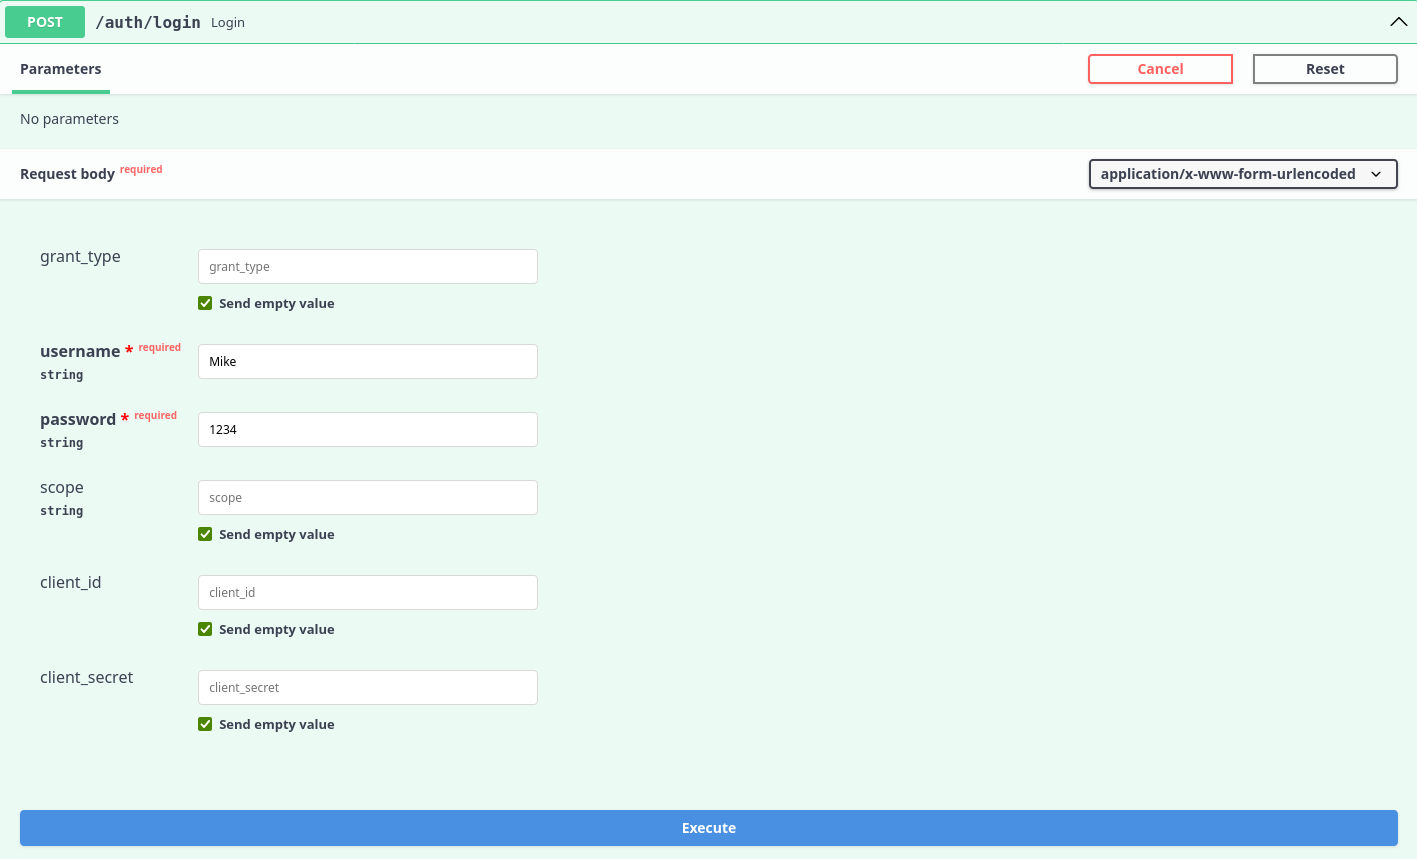 POST /auth/login Login
Parameters Cancel Reset
No parameters
Request body required application/x-www-form-urlencoded
grant_type grant_type
Send empty value
username * required Mike
string
password * required 1234
string
scope scope
string
Send empty value
client_id client_id
Send empty value
client_secret client_secret
Send empty value
Execute